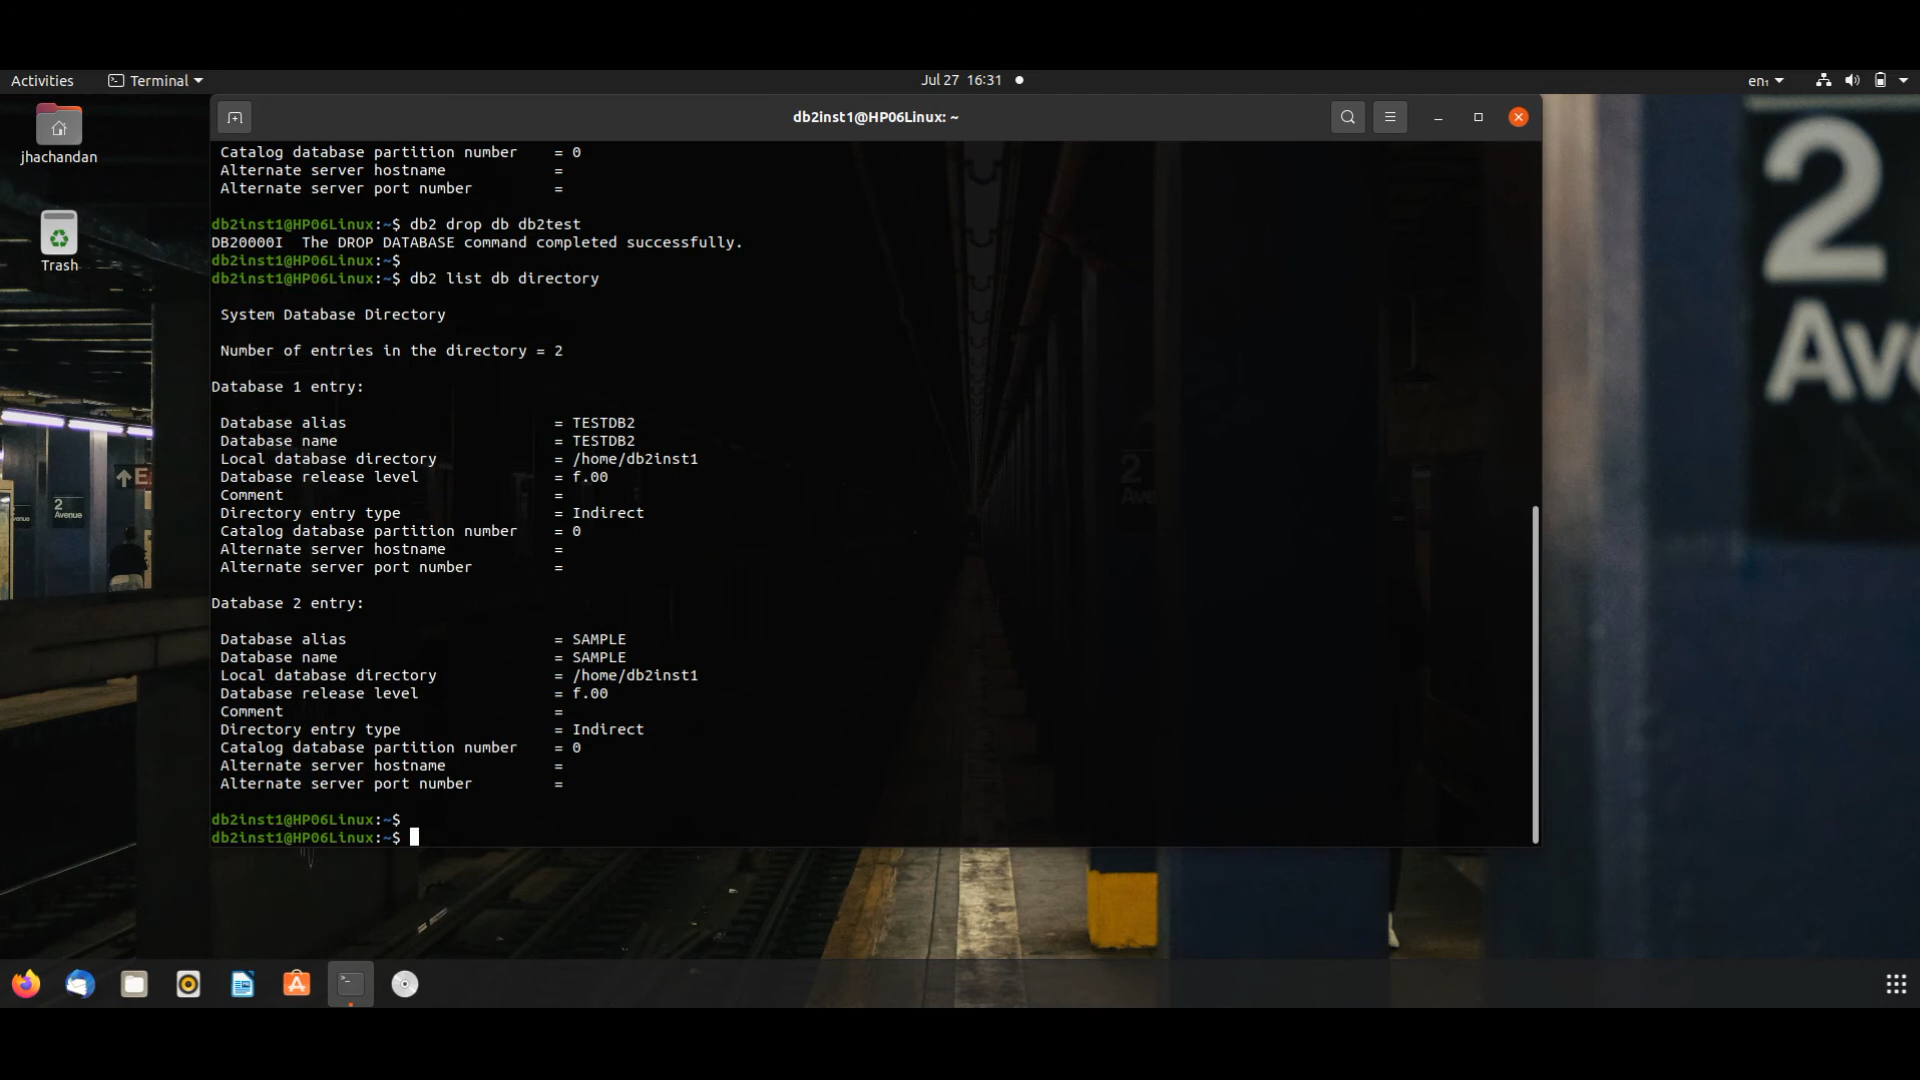 Activities
Terminal
Jul 27 16:31
en₁
jhachandan
Trash
db2inst1@HP06Linux: ~
Catalog database partition number = 0
Alternate server hostname =
Alternate server port number =
db2inst1@HP06Linux:~$ db2 drop db db2test
DB20000I The DROP DATABASE command completed successfully.
db2inst1@HP06Linux:~$
db2inst1@HP06Linux:~$ db2 list db directory
System Database Directory
Number of entries in the directory = 2
Database 1 entry:
Database alias = TESTDB2
Database name = TESTDB2
Local database directory = /home/db2inst1
Database release level = f.00
Comment =
Directory entry type = Indirect
Catalog database partition number = 0
Alternate server hostname =
Alternate server port number =
Database 2 entry:
Database alias = SAMPLE
Database name = SAMPLE
Local database directory = /home/db2inst1
Database release level = f.00
Comment =
Directory entry type = Indirect
Catalog database partition number = 0
Alternate server hostname =
Alternate server port number =
db2inst1@HP06Linux:~$
db2inst1@HP06Linux:~$
2
Av
E
2
Avenue
2
Ave